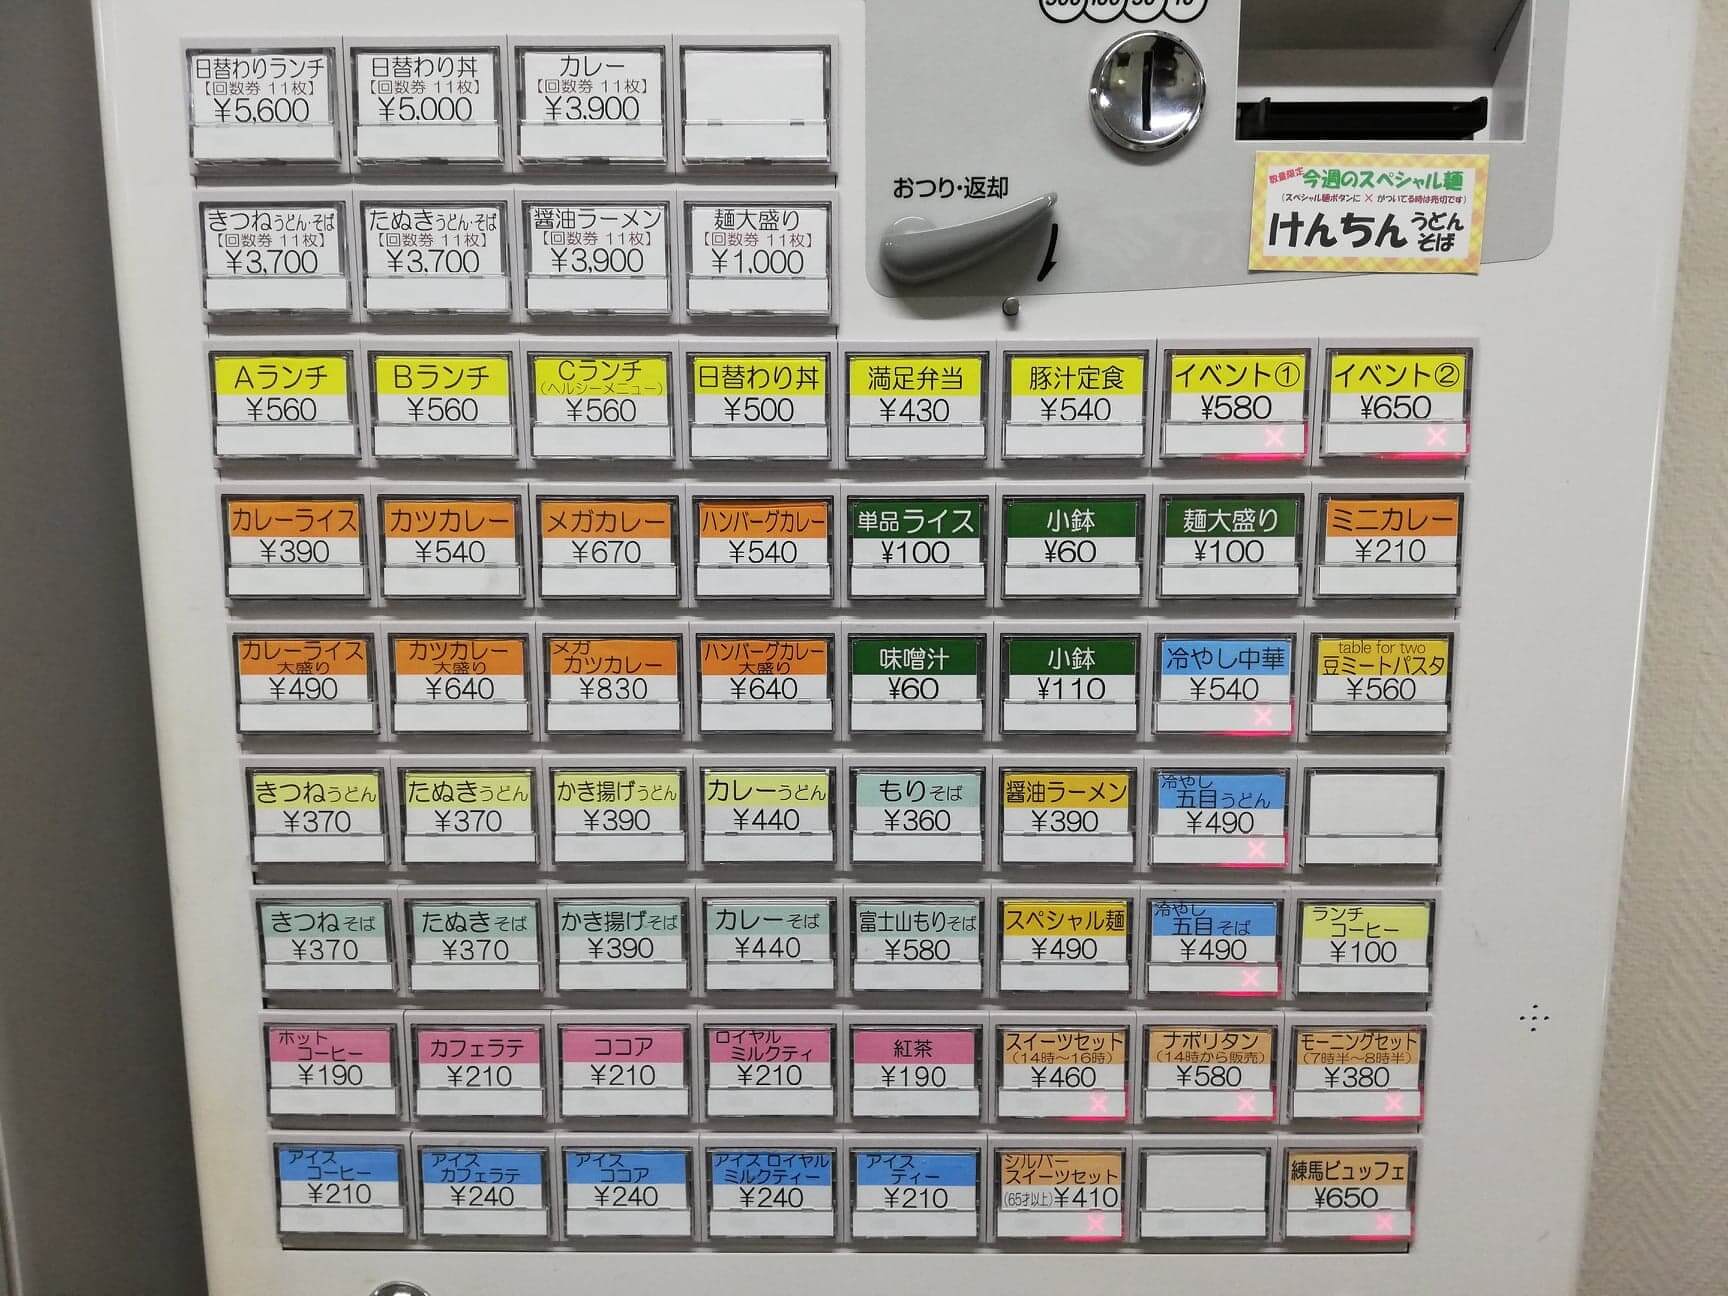 日替わりランチ
【回数券 11枚】
¥5,600
日替わり丼
【回数券 11枚】
¥5,000
カレー
【回数券 11枚】
¥3,900
きつねうどん・そば
【回数券 11枚】
¥3,700
たぬきうどん・そば
【回数券 11枚】
¥3,700
醤油ラーメン
【回数券 11枚】
¥3,900
麺大盛り
【回数券 11枚】
¥1,000
おつり・返却
数量限定 今週のスペシャル麺
(スペシャル麺ボタンに × がついてる時は売切です)
けんちん うどん
そば
Aランチ
¥560
Bランチ
¥560
Cランチ
(ヘルシーメニュー)
¥560
日替わり丼
¥500
満足弁当
¥430
豚汁定食
¥540
イベント①
¥580
×
イベント②
¥650
×
カレーライス
¥390
カツカレー
¥540
メガカレー
¥670
ハンバーグカレー
¥540
単品ライス
¥100
小鉢
¥60
麺大盛り
¥100
ミニカレー
¥210
カレーライス
大盛り
¥490
カツカレー
大盛り
¥640
メガ
カツカレー
¥830
ハンバーグカレー
大盛り
¥640
味噌汁
¥60
小鉢
¥110
冷やし中華
¥540
×
table for two
豆ミートパスタ
¥560
きつねうどん
¥370
たぬきうどん
¥370
かき揚げうどん
¥390
カレーうどん
¥440
もりそば
¥360
醤油ラーメン
¥390
冷やし
五目うどん
¥490
×
きつねそば
¥370
たぬきそば
¥370
かき揚げそば
¥390
カレーそば
¥440
富士山もりそば
¥580
スペシャル麺
¥490
冷やし
五目そば
¥490
×
ランチ
コーヒー
¥100
ホット
コーヒー
¥190
カフェラテ
¥210
ココア
¥210
ロイヤル
ミルクティ
¥210
紅茶
¥190
スイーツセット
(14時〜16時)
¥460
×
ナポリタン
(14時から販売)
¥580
×
モーニングセット
(7時半〜8時半)
¥380
×
アイス
コーヒー
¥210
アイス
カフェラテ
¥240
アイス
ココア
¥240
アイスロイヤル
ミルクティー
¥240
アイス
ティー
¥210
シルバー
スイーツセット
(65才以上)¥410
×
練馬ビュッフェ
¥650
×